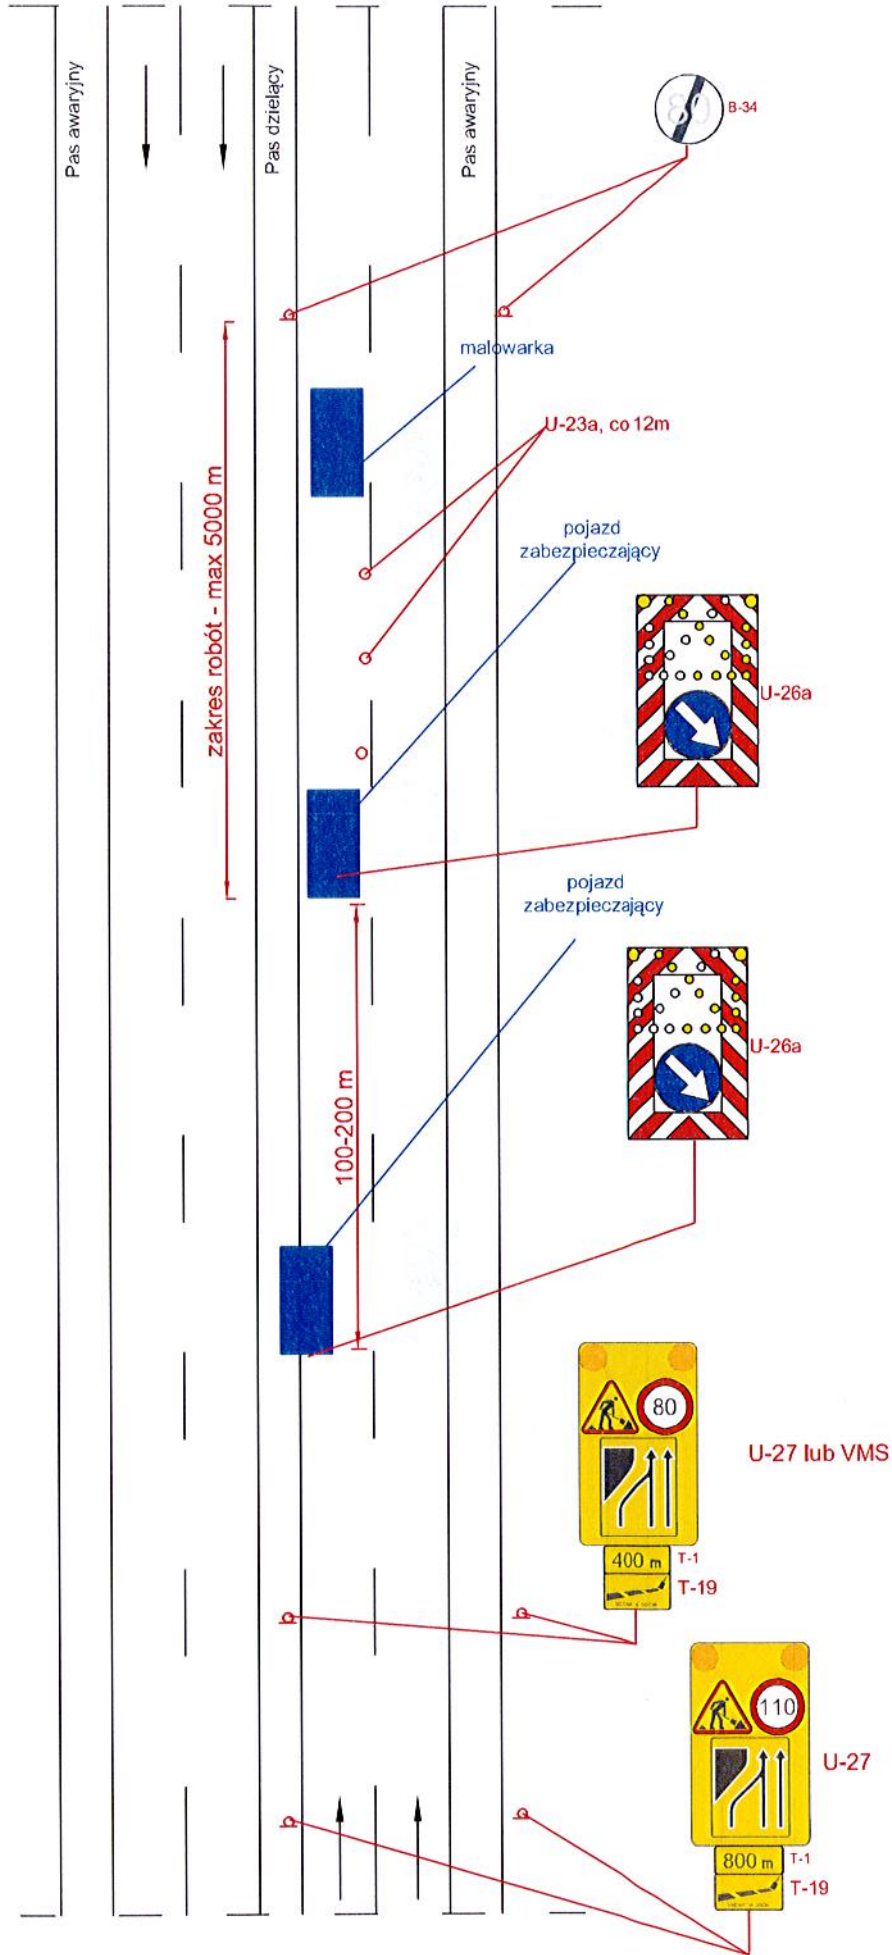 Pas awaryjny
Pas dzielący
Pas awaryjny
80
B-34
malowarka
U-23a, co 12m
zakres robót - max 5000 m
pojazd
zabezpieczający
U-26a
pojazd
zabezpieczający
U-26a
100-200 m
80
U-27 lub VMS
400 m
T-1
T-19
110
U-27
800 m
T-1
T-19